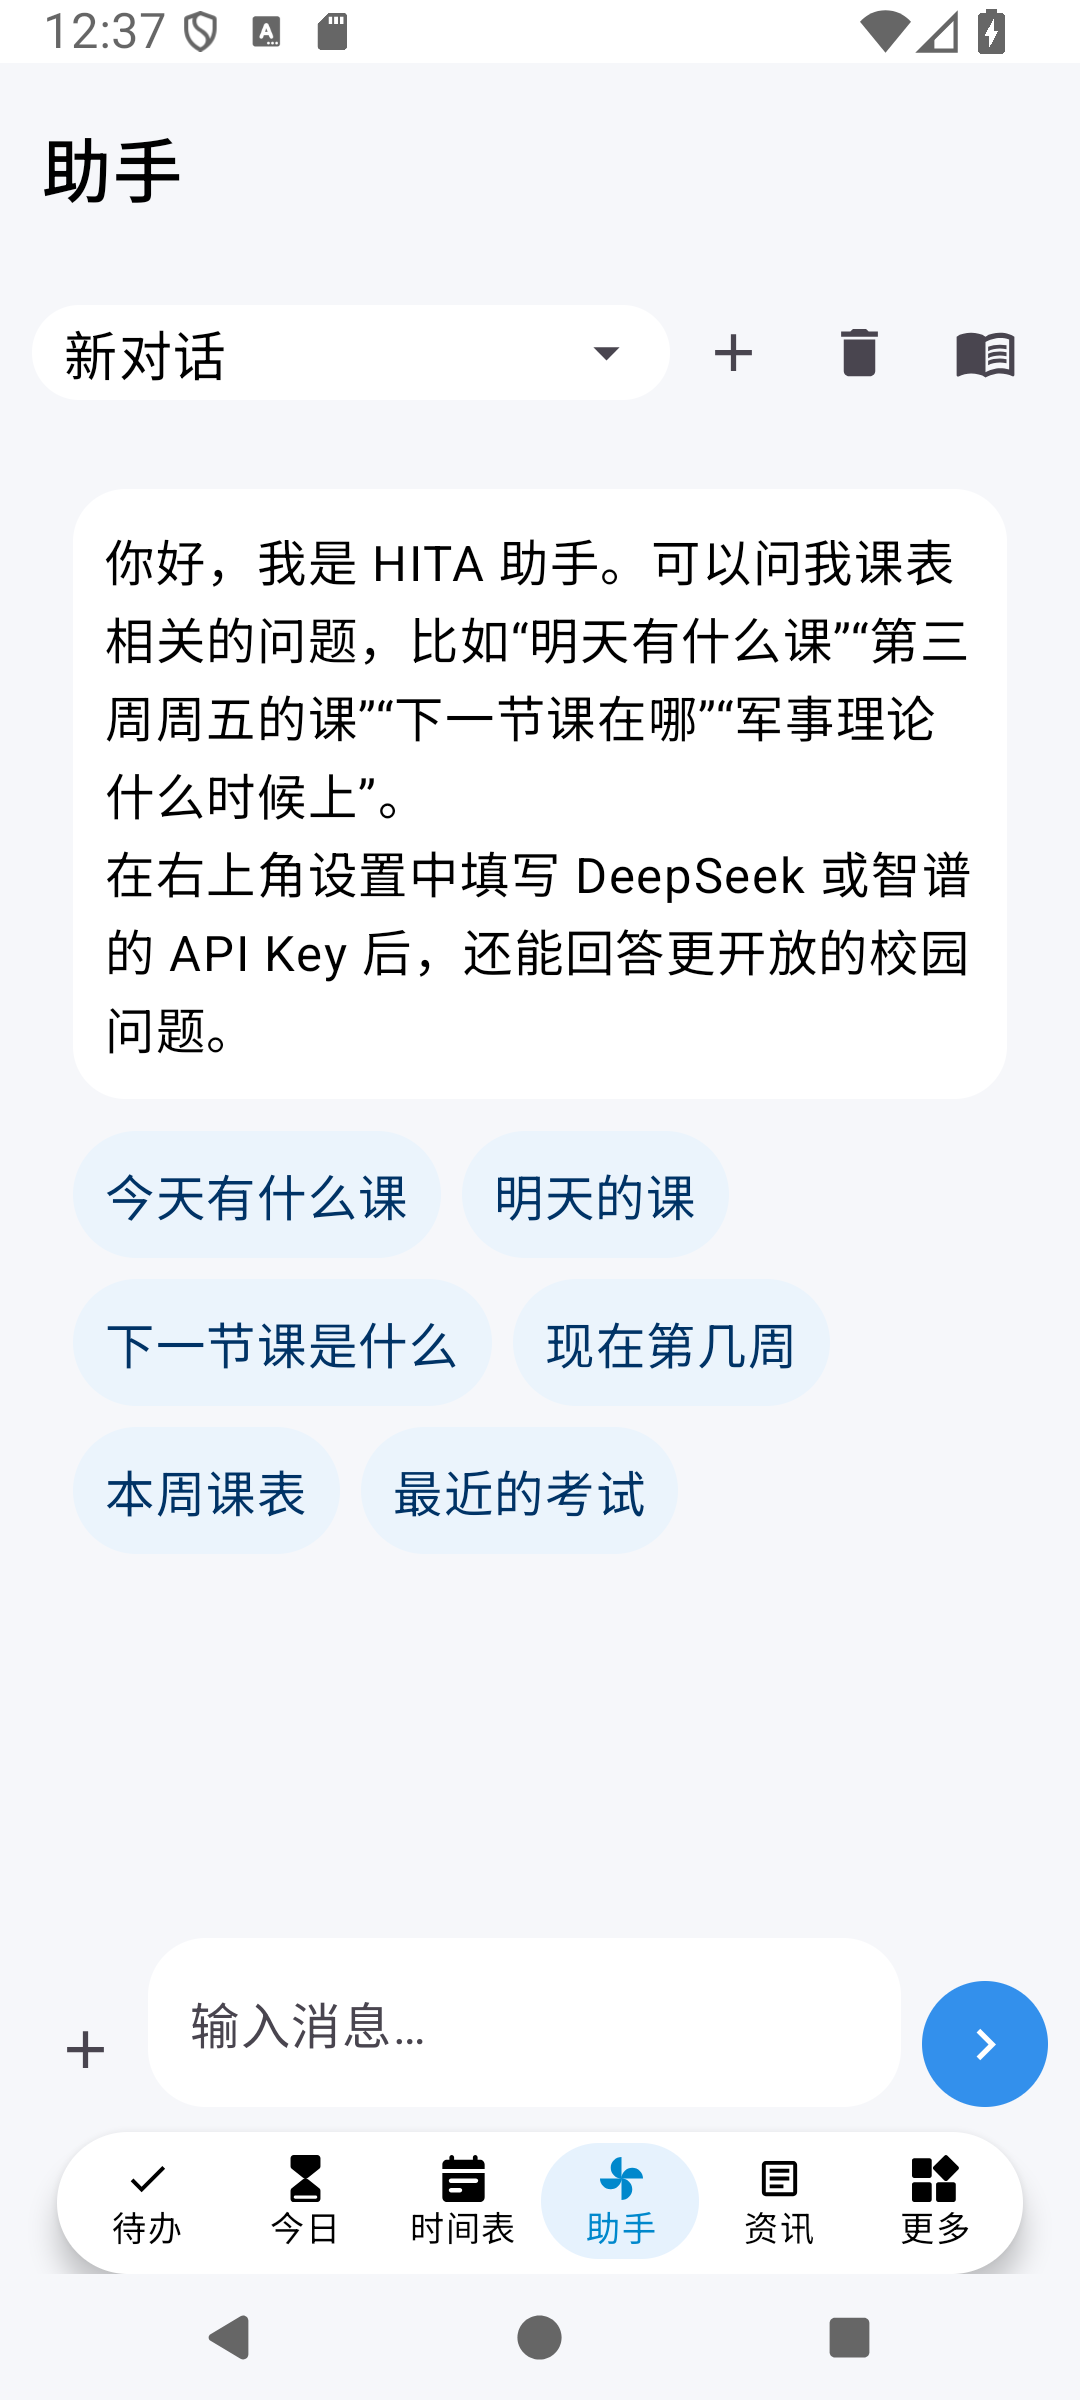 12:37
助手
新对话
你好，我是 HITA 助手。可以问我课表
相关的问题，比如“明天有什么课”“第三
周周五的课”“下一节课在哪”“军事理论
什么时候上”。
在右上角设置中填写 DeepSeek 或智谱
的 API Key 后，还能回答更开放的校园
问题。
今天有什么课 明天的课
下一节课是什么 现在第几周
本周课表 最近的考试
输入消息…
待办 今日 时间表 助手 资讯 更多